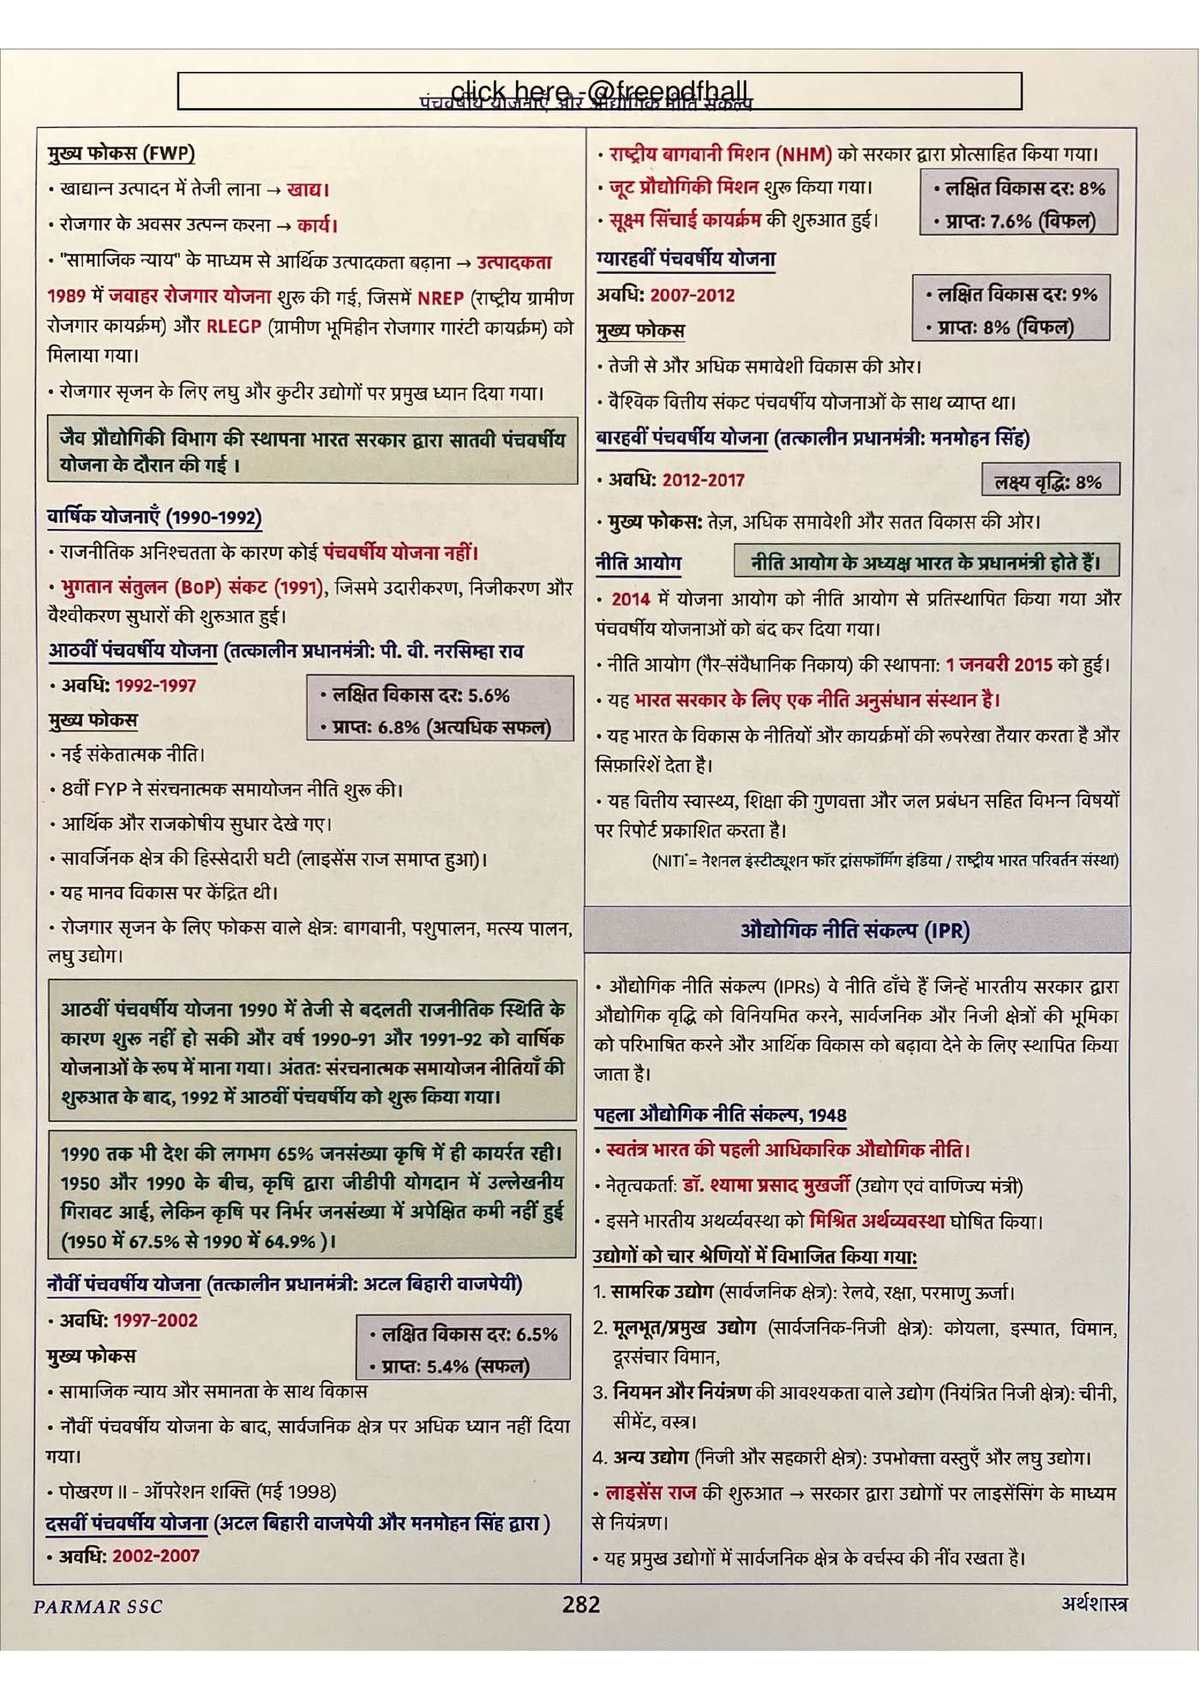 click here -@freepdfhall
पंचवर्षीय योजनाएँ और औद्योगिक नीति संकल्प
मुख्य फोकस (FWP)
• खाद्यान्न उत्पादन में तेजी लाना → खाद्य।
• रोजगार के अवसर उत्पन्न करना → कार्य।
• "सामाजिक न्याय" के माध्यम से आर्थिक उत्पादकता बढ़ाना → उत्पादकता
1989 में जवाहर रोजगार योजना शुरू की गई, जिसमें NREP (राष्ट्रीय ग्रामीण
रोजगार कार्यक्रम) और RLEGP (ग्रामीण भूमिहीन रोजगार गारंटी कार्यक्रम) को
मिलाया गया।
• रोजगार सृजन के लिए लघु और कुटीर उद्योगों पर प्रमुख ध्यान दिया गया।
जैव प्रौद्योगिकी विभाग की स्थापना भारत सरकार द्वारा सातवी पंचवर्षीय
योजना के दौरान की गई ।
वार्षिक योजनाएँ (1990-1992)
• राजनीतिक अनिश्चतता के कारण कोई पंचवर्षीय योजना नहीं।
• भुगतान संतुलन (BoP) संकट (1991), जिसमे उदारीकरण, निजीकरण और
वैश्वीकरण सुधारों की शुरुआत हुई।
आठवीं पंचवर्षीय योजना (तत्कालीन प्रधानमंत्री: पी. वी. नरसिम्हा राव
• अवधि: 1992-1997
• लक्षित विकास दर: 5.6%
• प्राप्त: 6.8% (अत्यधिक सफल)
मुख्य फोकस
• नई संकेतात्मक नीति।
• 8वीं FYP ने संरचनात्मक समायोजन नीति शुरू की।
• आर्थिक और राजकोषीय सुधार देखे गए।
• सावर्जिनक क्षेत्र की हिस्सेदारी घटी (लाइसेंस राज समाप्त हुआ)।
• यह मानव विकास पर केंद्रित थी।
• रोजगार सृजन के लिए फोकस वाले क्षेत्र: बागवानी, पशुपालन, मत्स्य पालन,
लघु उद्योग।
आठवीं पंचवर्षीय योजना 1990 में तेजी से बदलती राजनीतिक स्थिति के
कारण शुरू नहीं हो सकी और वर्ष 1990-91 और 1991-92 को वार्षिक
योजनाओं के रूप में माना गया। अंततः संरचनात्मक समायोजन नीतियाँ की
शुरुआत के बाद, 1992 में आठवीं पंचवर्षीय को शुरू किया गया।
1990 तक भी देश की लगभग 65% जनसंख्या कृषि में ही कार्यरत रही।
1950 और 1990 के बीच, कृषि द्वारा जीडीपी योगदान में उल्लेखनीय
गिरावट आई, लेकिन कृषि पर निर्भर जनसंख्या में अपेक्षित कमी नहीं हुई
(1950 में 67.5% से 1990 में 64.9% )।
नौवीं पंचवर्षीय योजना (तत्कालीन प्रधानमंत्री: अटल बिहारी वाजपेयी)
• अवधि: 1997-2002
• लक्षित विकास दर: 6.5%
• प्राप्त: 5.4% (सफल)
मुख्य फोकस
• सामाजिक न्याय और समानता के साथ विकास
• नौवीं पंचवर्षीय योजना के बाद, सार्वजनिक क्षेत्र पर अधिक ध्यान नहीं दिया
गया।
• पोखरण II - ऑपरेशन शक्ति (मई 1998)
दसवीं पंचवर्षीय योजना (अटल बिहारी वाजपेयी और मनमोहन सिंह द्वारा )
• अवधि: 2002-2007
• राष्ट्रीय बागवानी मिशन (NHM) को सरकार द्वारा प्रोत्साहित किया गया।
• जूट प्रौद्योगिकी मिशन शुरू किया गया।
• सूक्ष्म सिंचाई कार्यक्रम की शुरुआत हुई।
• लक्षित विकास दर: 8%
• प्राप्त: 7.6% (विफल)
ग्यारहवीं पंचवर्षीय योजना
अवधि: 2007-2012
• लक्षित विकास दर: 9%
• प्राप्त: 8% (विफल)
मुख्य फोकस
• तेजी से और अधिक समावेशी विकास की ओर।
• वैश्विक वित्तीय संकट पंचवर्षीय योजनाओं के साथ व्याप्त था।
बारहवीं पंचवर्षीय योजना (तत्कालीन प्रधानमंत्री: मनमोहन सिंह)
• अवधि: 2012-2017
लक्ष्य वृद्धि: 8%
• मुख्य फोकस: तेज़, अधिक समावेशी और सतत विकास की ओर।
नीति आयोग
नीति आयोग के अध्यक्ष भारत के प्रधानमंत्री होते हैं।
• 2014 में योजना आयोग को नीति आयोग से प्रतिस्थापित किया गया और
पंचवर्षीय योजनाओं को बंद कर दिया गया।
• नीति आयोग (गैर-संवैधानिक निकाय) की स्थापना: 1 जनवरी 2015 को हुई।
• यह भारत सरकार के लिए एक नीति अनुसंधान संस्थान है।
• यह भारत के विकास के नीतियों और कार्यक्रमों की रूपरेखा तैयार करता है और
सिफ़ारिशें देता है।
• यह वित्तीय स्वास्थ्य, शिक्षा की गुणवत्ता और जल प्रबंधन सहित विभन्न विषयों
पर रिपोर्ट प्रकाशित करता है।
(NITI*= नेशनल इंस्टीट्यूशन फॉर ट्रांसफॉर्मिंग इंडिया / राष्ट्रीय भारत परिवर्तन संस्था)
औद्योगिक नीति संकल्प (IPR)
• औद्योगिक नीति संकल्प (IPRs) वे नीति ढाँचे हैं जिन्हें भारतीय सरकार द्वारा
औद्योगिक वृद्धि को विनियमित करने, सार्वजनिक और निजी क्षेत्रों की भूमिका
को परिभाषित करने और आर्थिक विकास को बढ़ावा देने के लिए स्थापित किया
जाता है।
पहला औद्योगिक नीति संकल्प, 1948
• स्वतंत्र भारत की पहली आधिकारिक औद्योगिक नीति।
• नेतृत्वकर्ता: डॉ. श्यामा प्रसाद मुखर्जी (उद्योग एवं वाणिज्य मंत्री)
• इसने भारतीय अथर्व्यवस्था को मिश्रित अर्थव्यवस्था घोषित किया।
उद्योगों को चार श्रेणियों में विभाजित किया गया:
1. सामरिक उद्योग (सार्वजनिक क्षेत्र): रेलवे, रक्षा, परमाणु ऊर्जा।
2. मूलभूत/प्रमुख उद्योग (सार्वजनिक-निजी क्षेत्र): कोयला, इस्पात, विमान,
दूरसंचार विमान,
3. नियमन और नियंत्रण की आवश्यकता वाले उद्योग (नियंत्रित निजी क्षेत्र): चीनी,
सीमेंट, वस्त्र।
4. अन्य उद्योग (निजी और सहकारी क्षेत्र): उपभोक्ता वस्तुएँ और लघु उद्योग।
• लाइसेंस राज की शुरुआत → सरकार द्वारा उद्योगों पर लाइसेंसिंग के माध्यम
से नियंत्रण।
• यह प्रमुख उद्योगों में सार्वजनिक क्षेत्र के वर्चस्व की नींव रखता है।
PARMAR SSC
282
अर्थशास्त्र